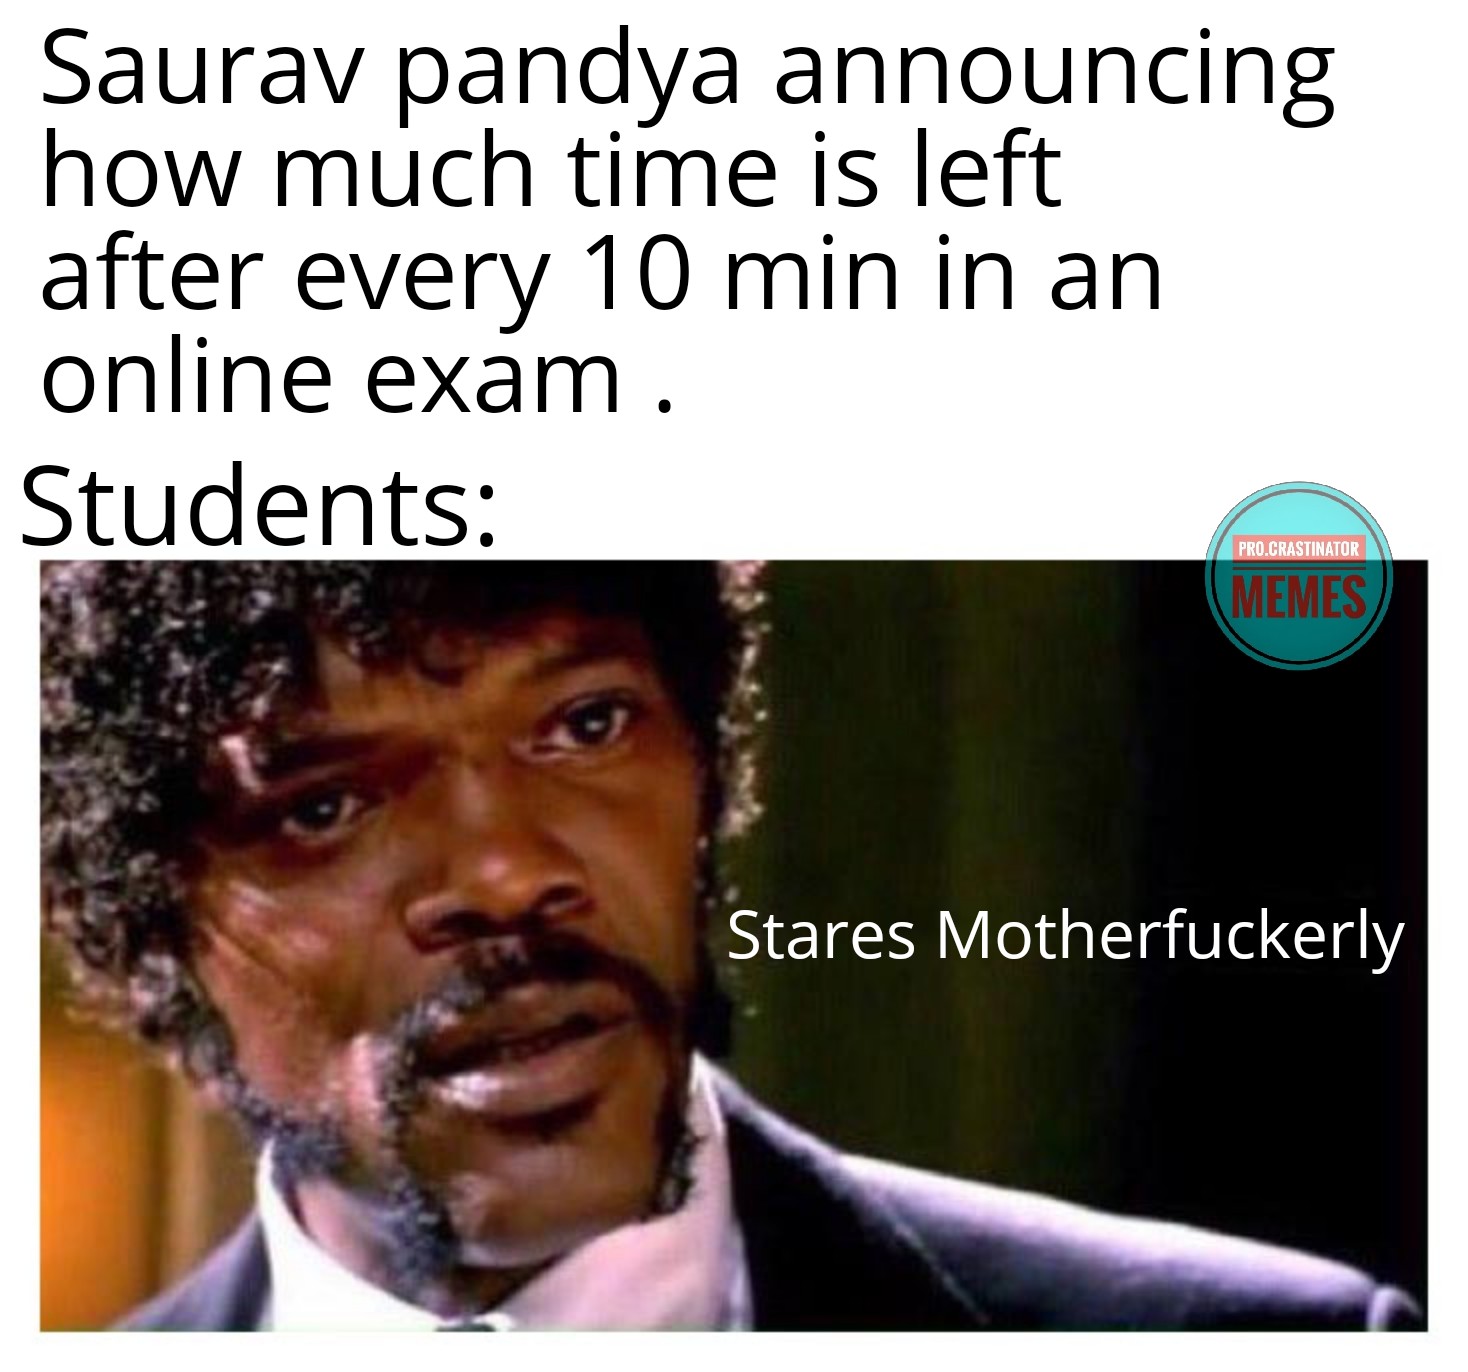 Saurav pandya announcing
how much time is left
after every 10 min in an
online exam .
Students:
PRO.CRASTINATOR
MEMES
Stares Motherfuckerly